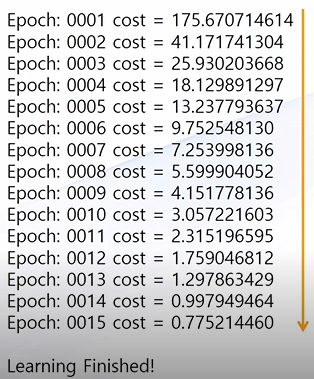 Epoch: 0001 cost = 175.670714614
Epoch: 0002 cost = 41.171741304
Epoch: 0003 cost = 25.930203668
Epoch: 0004 cost = 18.129891297
Epoch: 0005 cost = 13.237793637
Epoch: 0006 cost = 9.752548130
Epoch: 0007 cost = 7.253998136
Epoch: 0008 cost = 5.599904052
Epoch: 0009 cost = 4.151778136
Epoch: 0010 cost = 3.057221603
Epoch: 0011 cost = 2.315196595
Epoch: 0012 cost = 1.759046812
Epoch: 0013 cost = 1.297863429
Epoch: 0014 cost = 0.997949464
Epoch: 0015 cost = 0.775214460
Learning Finished!